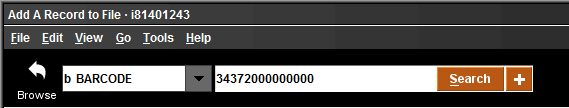 Add A Record to File · i81401243
File Edit View Go Tools Help
b BARCODE 34372000000000 Search +
Browse